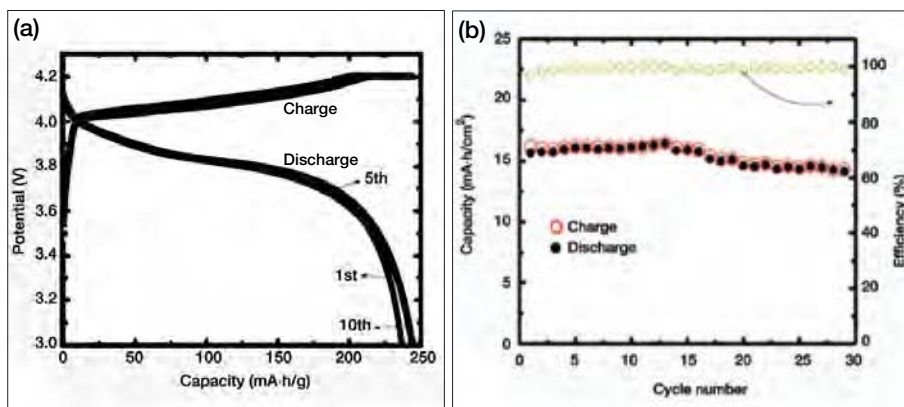 (a)
4.2
4.0
3.8
3.6
3.4
3.2
3.0
Potential (V)
Charge
Discharge
5th
1st
10th
0
50
100
150
200
250
Capacity (mA·h/g)
(b)
25
20
15
10
5
0
Capacity (mA·h/cm²)
Charge
Discharge
100
80
60
40
20
0
Efficiency (%)
0
5
10
15
20
25
30
Cycle number